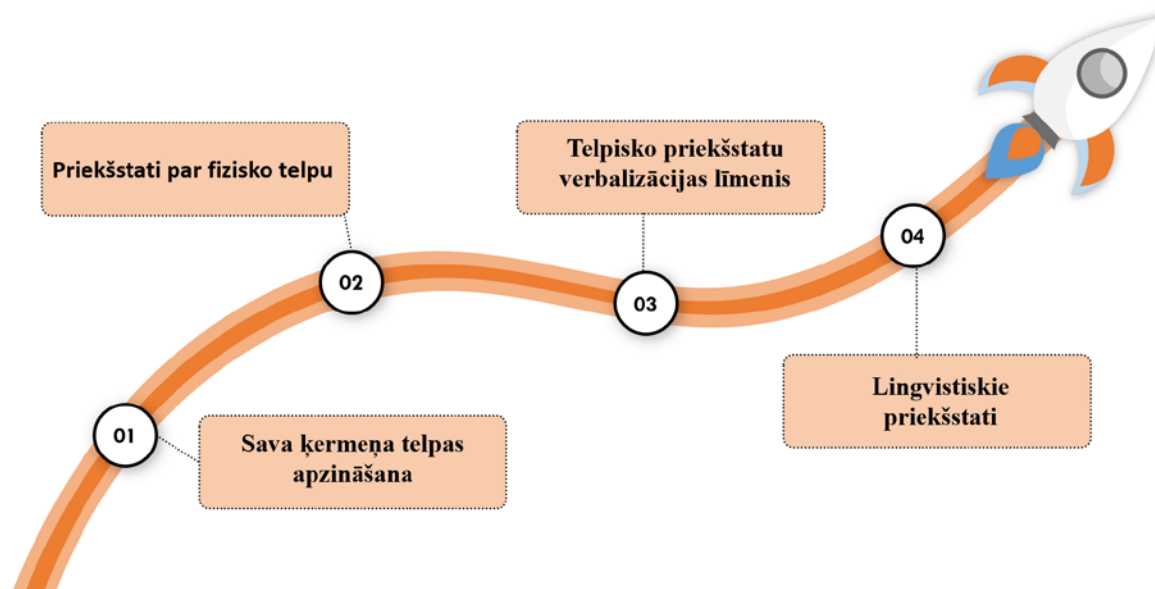 01
Sava ķermeņa telpas
apzināšana
02
Priekšstati par fizisko telpu
03
Telpisko priekšstatu
verbalizācijas līmenis
04
Lingvistiskie
priekšstati